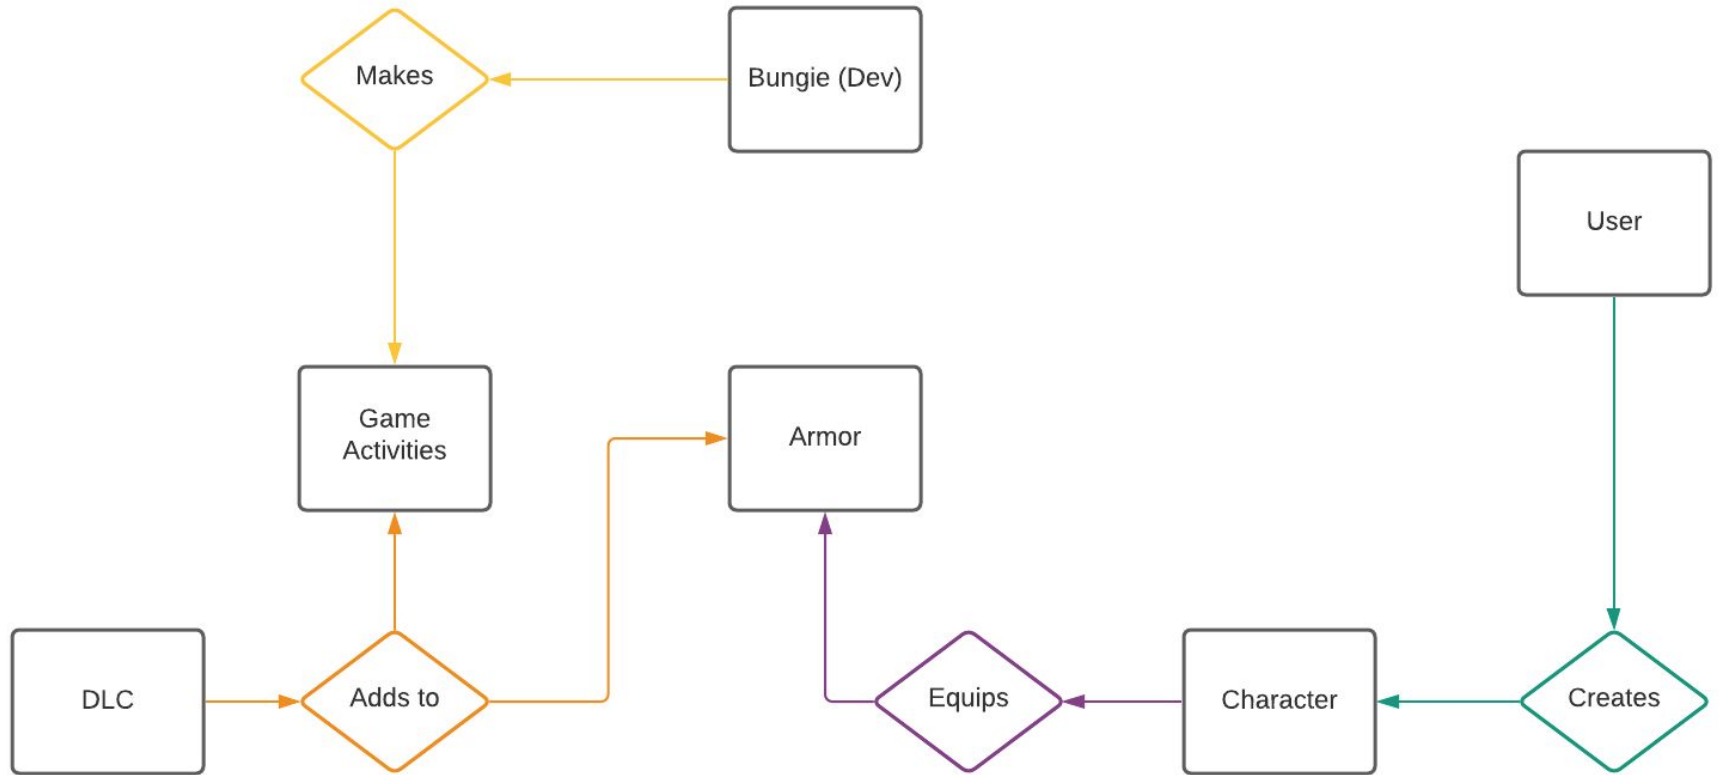 Makes
Bungie (Dev)
User
Game
Activities
Armor
DLC
Adds to
Equips
Character
Creates